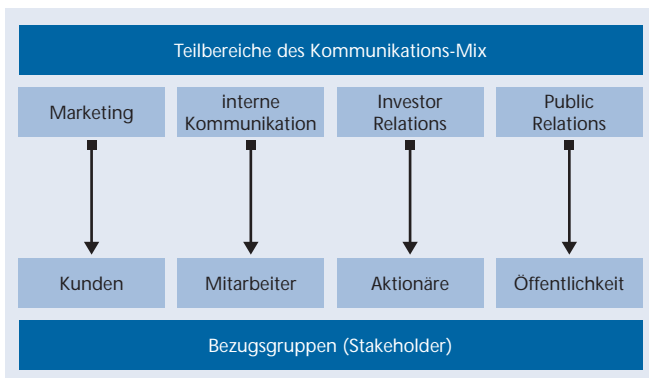 Teilbereiche des Kommunikations-Mix
Marketing
interne
Kommunikation
Investor
Relations
Public
Relations
Kunden
Mitarbeiter
Aktionäre
Öffentlichkeit
Bezugsgruppen (Stakeholder)